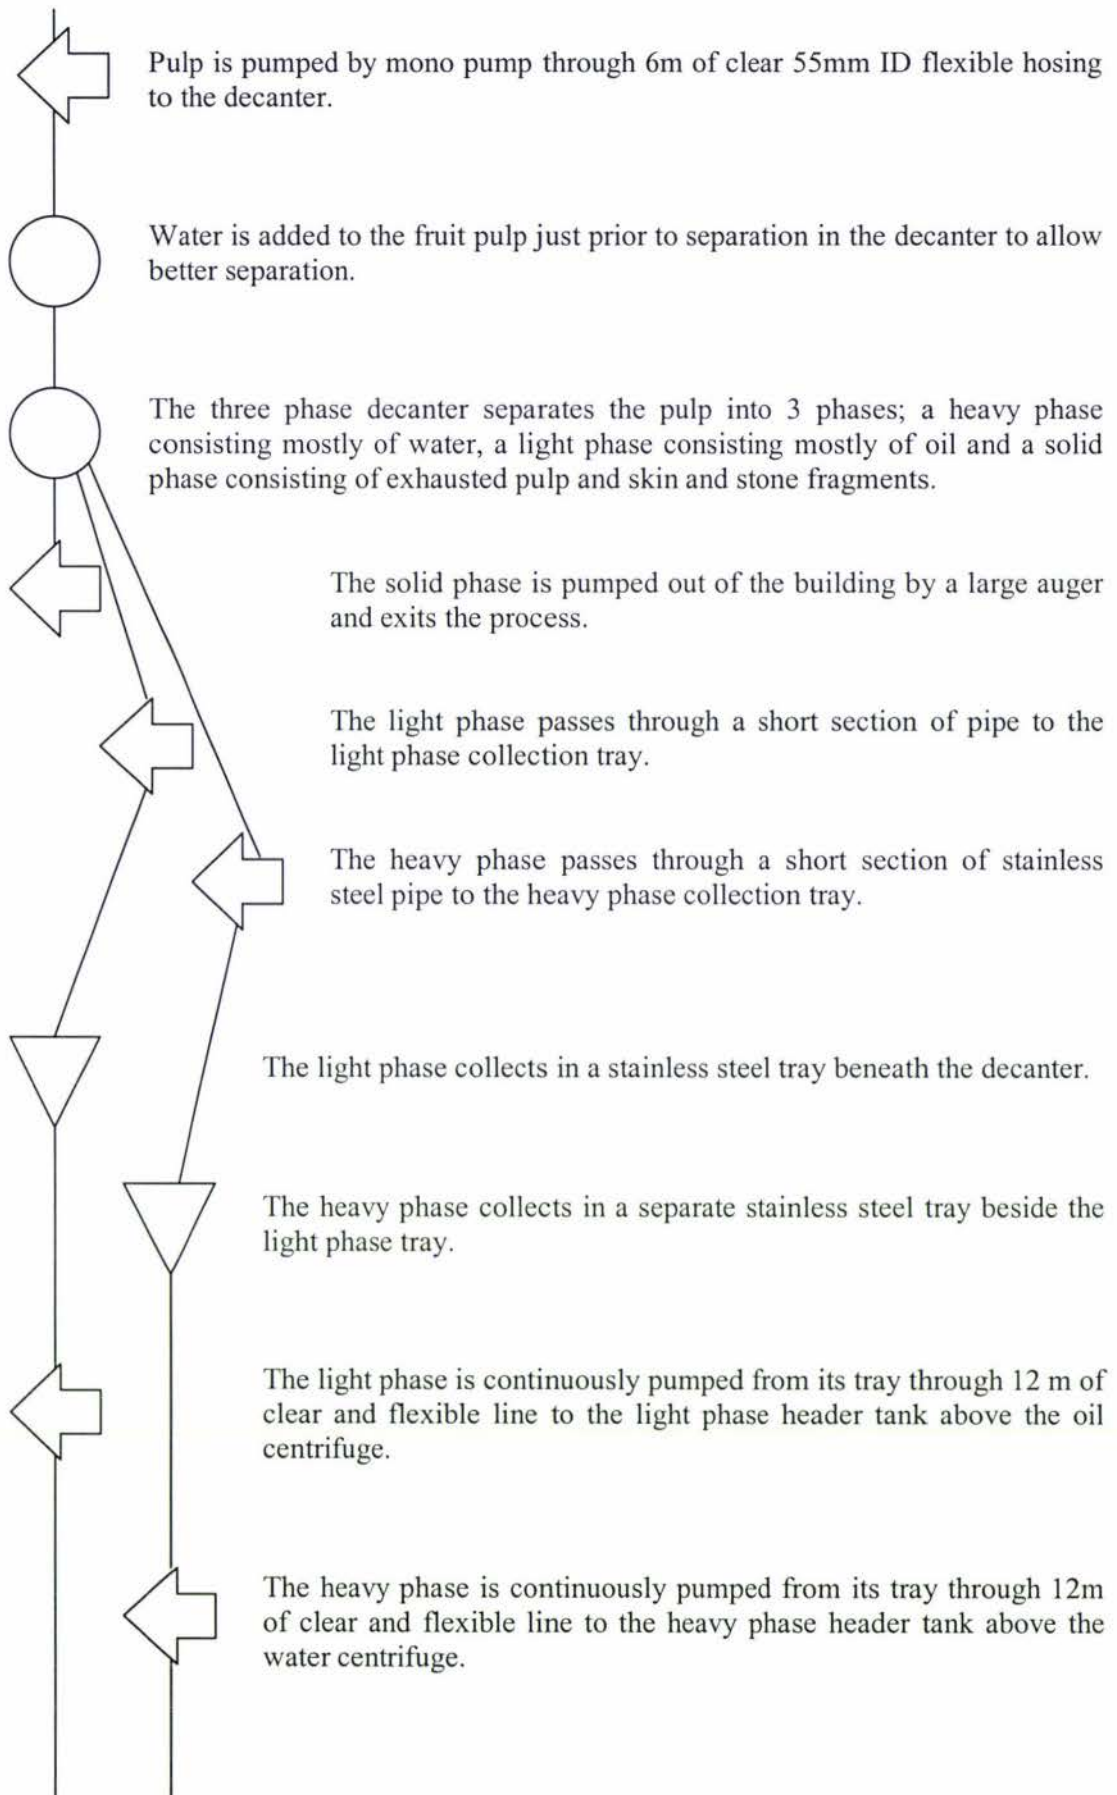 Pulp is pumped by mono pump through 6m of clear 55mm ID flexible hosing
to the decanter.
Water is added to the fruit pulp just prior to separation in the decanter to allow
better separation.
The three phase decanter separates the pulp into 3 phases; a heavy phase
consisting mostly of water, a light phase consisting mostly of oil and a solid
phase consisting of exhausted pulp and skin and stone fragments.
The solid phase is pumped out of the building by a large auger
and exits the process.
The light phase passes through a short section of pipe to the
light phase collection tray.
The heavy phase passes through a short section of stainless
steel pipe to the heavy phase collection tray.
The light phase collects in a stainless steel tray beneath the decanter.
The heavy phase collects in a separate stainless steel tray beside the
light phase tray.
The light phase is continuously pumped from its tray through 12 m of
clear and flexible line to the light phase header tank above the oil
centrifuge.
The heavy phase is continuously pumped from its tray through 12m
of clear and flexible line to the heavy phase header tank above the
water centrifuge.